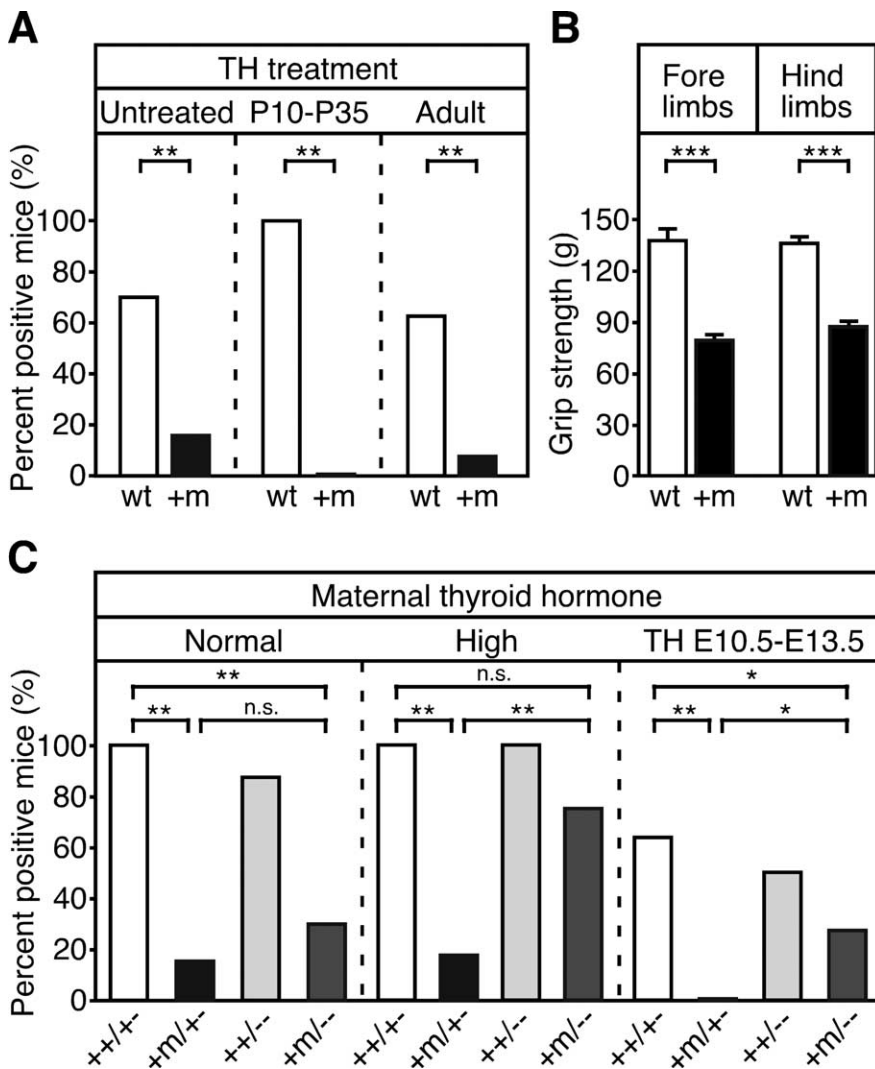 A
TH treatment
Untreated P10-P35 Adult
** ** **
Percent positive mice (%)
100
80
60
40
20
0
wt +m wt +m wt +m
B
Fore limbs Hind limbs
*** ***
Grip strength (g)
150
120
90
60
30
0
wt +m wt +m
C
Maternal thyroid hormone
Normal High TH E10.5-E13.5
** n.s. *
** n.s. ** ** ** *
Percent positive mice (%)
100
80
60
40
20
0
++/+- +m/+- ++/-- +m/-- ++/+- +m/+- ++/-- +m/-- ++/+- +m/+- ++/-- +m/--